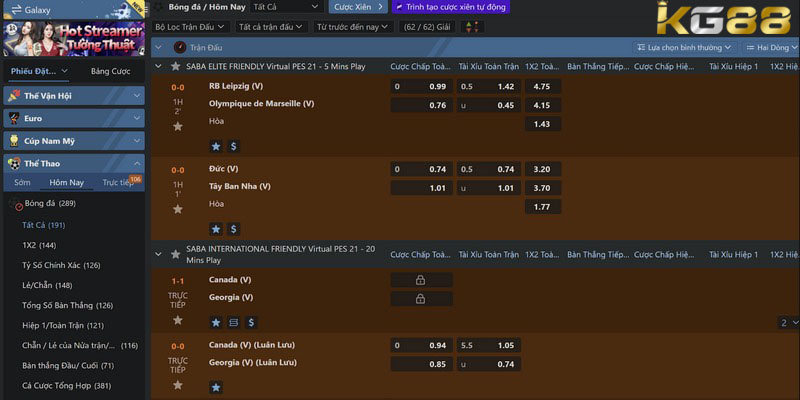 Galaxy
NEW
Hot Streamer
Tường Thuật
Phiếu Đặt...
Bảng Cược
Thế Vận Hội
Euro
Cúp Nam Mỹ
Thể Thao
Sớm
Hôm Nay
Trực tiếp
106
Bóng đá (289)
Tất Cả (191)
1X2 (144)
Tỷ Số Chính Xác (126)
Lẻ/Chẵn (148)
Tổng Số Bàn Thắng (126)
Hiệp 1/Toàn Trận (121)
Chẵn / Lẻ của Nửa trận/... (116)
Bàn thắng Đầu/ Cuối (71)
Cá Cược Tổng Hợp (381)
Bóng đá / Hôm Nay
Tất Cả
Cược Xiên
Trình tạo cược xiên tự động
KG88
Bộ Lọc Trận Đấu
Tất cả trận đấu
Từ trước đến nay
(62 / 62) Giải
Trận Đấu
Lựa chọn bình thường
Hai Dòng
SABA ELITE FRIENDLY Virtual PES 21 - 5 Mins Play
Cược Chấp Toà... Tài Xỉu Toàn Trận 1X2 Toà... Bàn Thắng Tiếp... Cược Chấp Hiệ... Tài Xỉu Hiệp 1 1X2 Hiệ
0-0 RB Leipzig (V) 0 0.99 0.5 1.42 4.75
1H Olympique de Marseille (V) 0.76 u 0.45 4.15
2' Hòa 1.43
0-0 Đức (V) 0 0.74 0.5 0.74 3.20
1H Tây Ban Nha (V) 1.01 u 1.01 3.70
1' Hòa 1.77
SABA INTERNATIONAL FRIENDLY Virtual PES 21 - 20
Mins Play
Cược Chấp Toà... Tài Xỉu Toàn Trận 1X2 Toà... Bàn Thắng Tiếp... Cược Chấp Hiệ... Tài Xỉu Hiệp 1 1X2 Hiệ
1-1 Canada (V)
TRỰC Georgia (V)
TIẾP
2
0-0 Canada (V) (Luân Lưu) 0 0.94 5.5 1.05
TRỰC Georgia (V) (Luân Lưu) 0.85 u 0.74
TIẾP